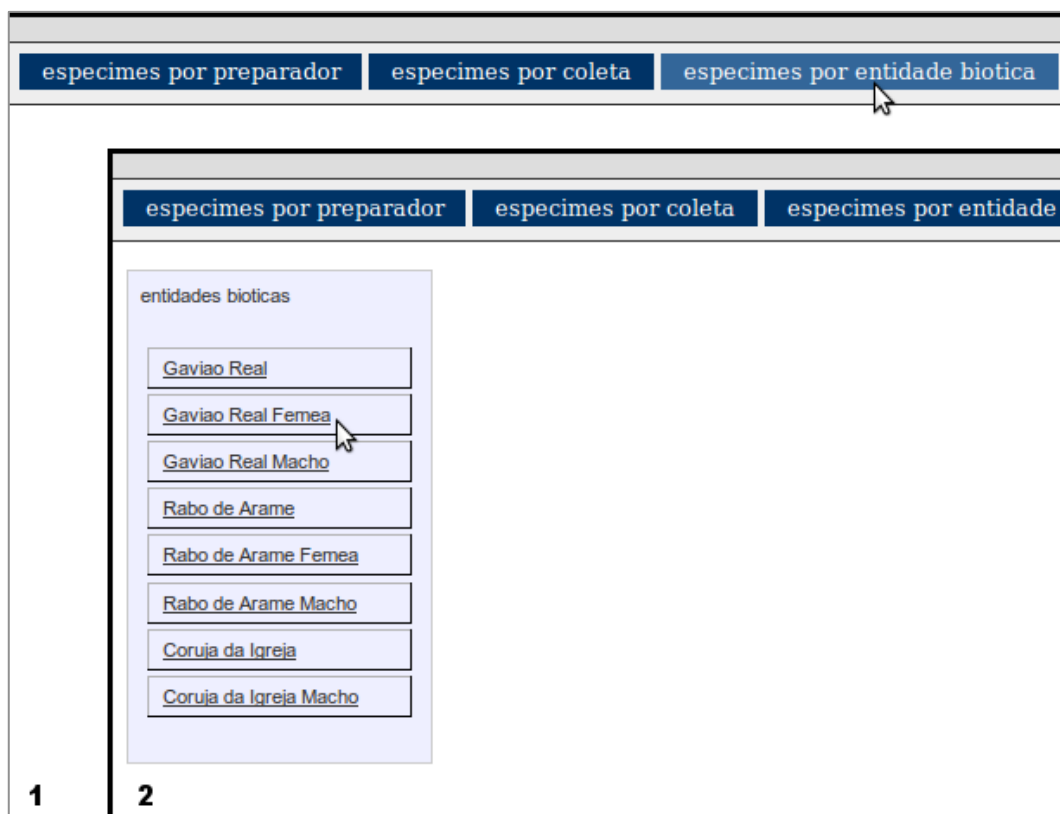 especimes por preparador especimes por coleta especimes por entidade biotica
especimes por preparador especimes por coleta especimes por entidade
entidades bioticas
Gaviao Real
Gaviao Real Femea
Gaviao Real Macho
Rabo de Arame
Rabo de Arame Femea
Rabo de Arame Macho
Coruja da Igreja
Coruja da Igreja Macho
1 2